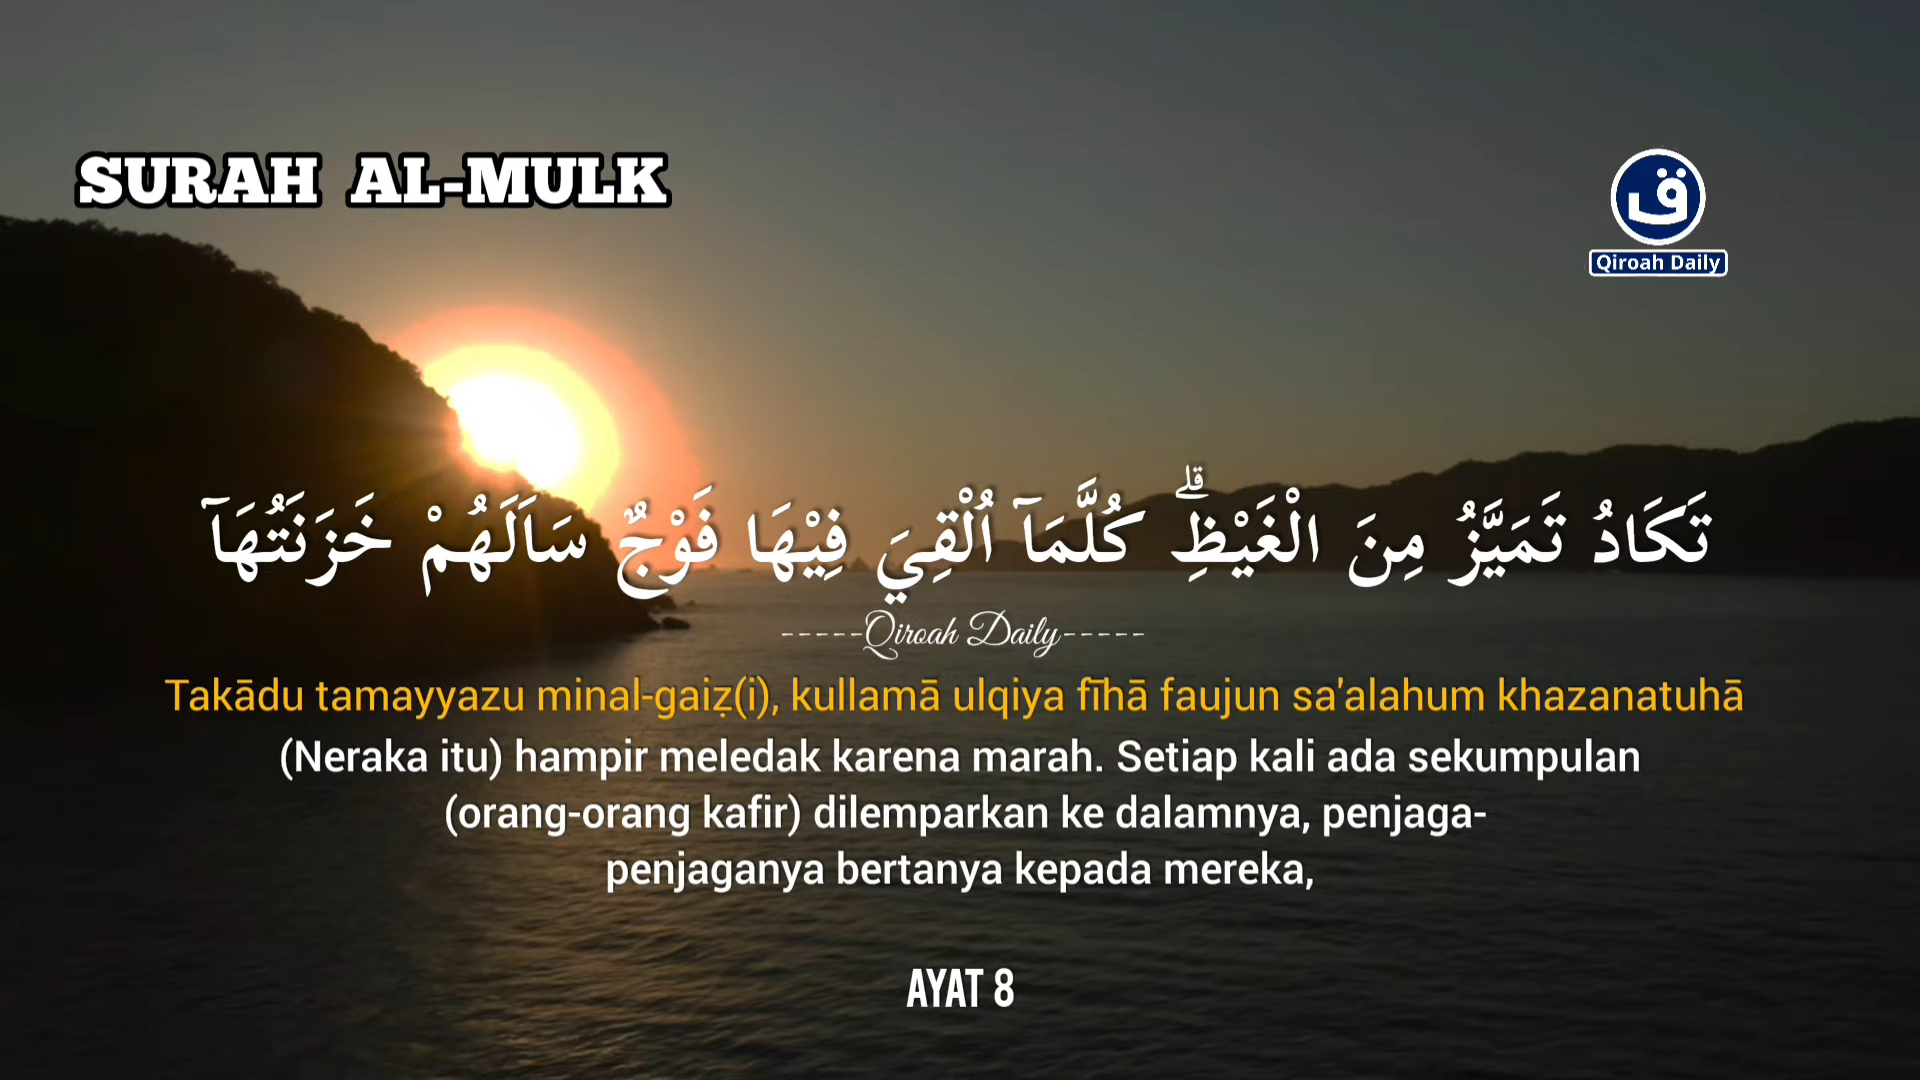 SURAH AL-MULK
ق
Qiroah Daily
تَكَادُ تَمَيَّزُ مِنَ الْغَيْظِۗ كُلَّمَآ اُلْقِيَ فِيْهَا فَوْجٌ سَاَلَهُمْ خَزَنَتُهَآ
-----Qiroah Daily-----
Takādu tamayyazu minal-gaiẓ(i), kullamā ulqiya fīhā faujun sa'alahum khazanatuhā
(Neraka itu) hampir meledak karena marah. Setiap kali ada sekumpulan
(orang-orang kafir) dilemparkan ke dalamnya, penjaga-
penjaganya bertanya kepada mereka,
AYAT 8